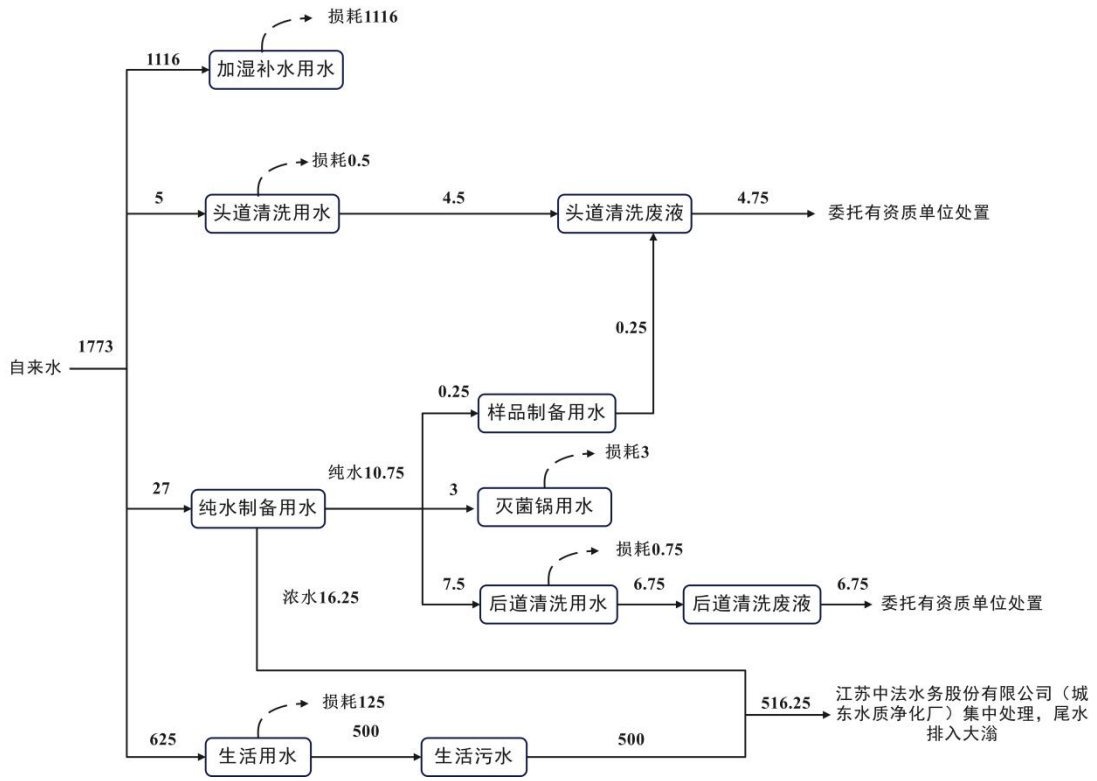 损耗1116
1116
加湿补水用水
损耗0.5
5
头道清洗用水
4.5
头道清洗废液
4.75
委托有资质单位处置
0.25
1773
自来水
0.25
样品制备用水
纯水10.75
损耗3
27
纯水制备用水
3
灭菌锅用水
损耗0.75
浓水16.25
7.5
后道清洗用水
6.75
后道清洗废液
6.75
委托有资质单位处置
损耗125
516.25
江苏中法水务股份有限公司（城
东水质净化厂）集中处理，尾水
排入大滃
625
生活用水
500
生活污水
500